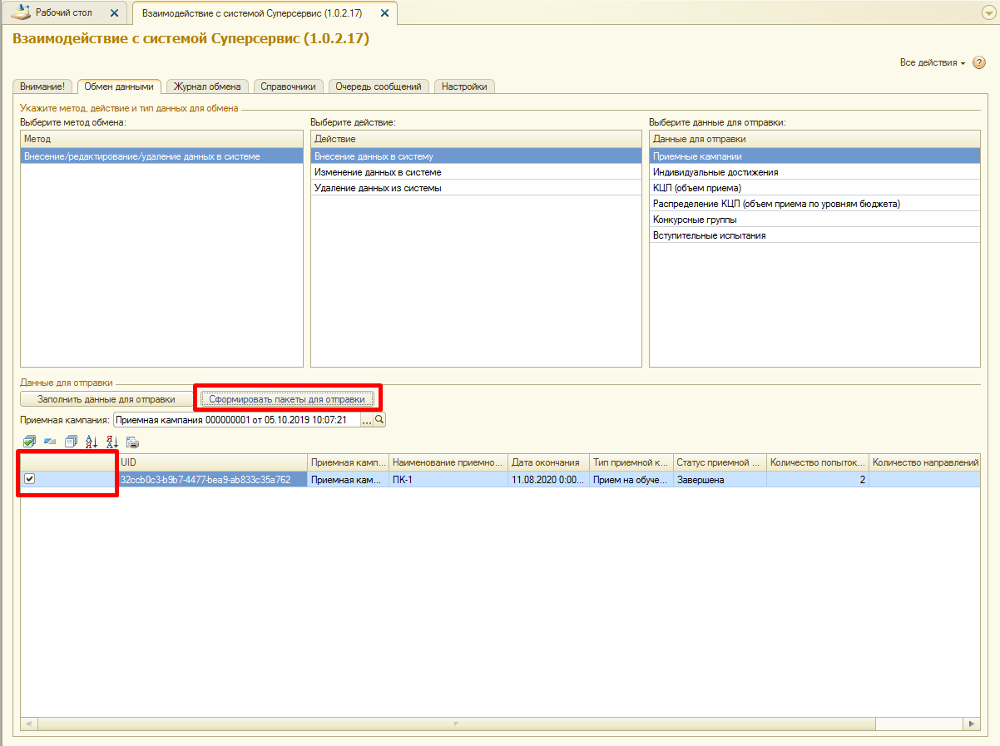 Рабочий стол
Взаимодействие с системой Суперсервис (1.0.2.17)
Взаимодействие с системой Суперсервис (1.0.2.17)
Все действия
?
Внимание! Обмен данными Журнал обмена Справочники Очередь сообщений Настройки
Укажите метод, действие и тип данных для обмена
Выберите метод обмена: Выберите действие: Выберите данные для отправки:
Метод Действие Данные для отправки
Внесение/редактирование/удаление данных в системе Внесение данных в систему Приемные кампании
Изменение данных в системе Индивидуальные достижения
Удаление данных из системы КЦП (объем приема)
Распределение КЦП (объем приема по уровням бюджета)
Конкурсные группы
Вступительные испытания
Данные для отправки
Заполнить данные для отправки Сформировать пакеты для отправки
Приемная кампания: Приемная кампания 000000001 от 05.10.2019 10:07:21 ...
UID Приемная камп... Наименование приемно... Дата окончания Тип приемной к... Статус приемной ... Количество попыток... Количество направлений
32ccb0c3-b9b7-4477-bea9-ab833c35a762 Приемная кам... ПК-1 11.08.2020 0:00... Прием на обуче... Завершена 2